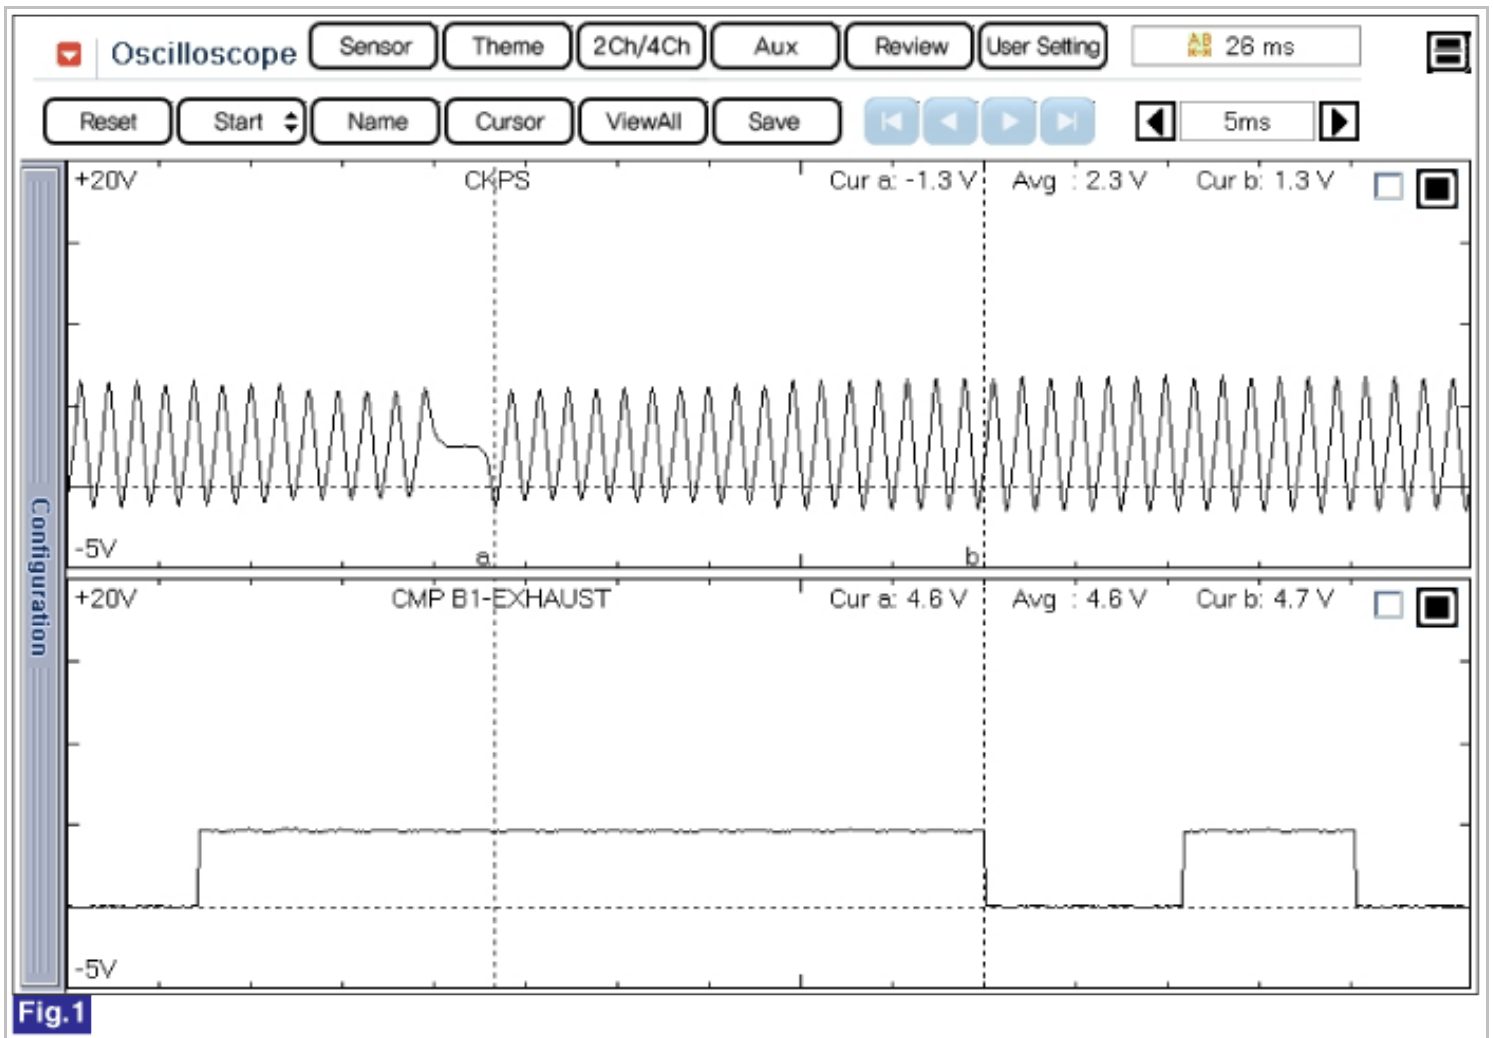 Oscilloscope Sensor Theme 2Ch/4Ch Aux Review User Setting AB 26 ms
Reset Start Name Cursor ViewAll Save 5ms
Configuration
+20V CKPS Cur a: -1.3 V Avg : 2.3 V Cur b: 1.3 V
-5V a b
+20V CMP B1-EXHAUST Cur a: 4.6 V Avg : 4.6 V Cur b: 4.7 V
-5V
Fig.1